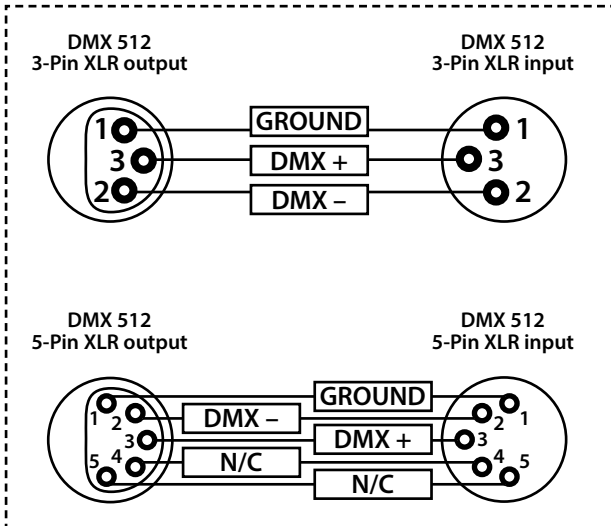 DMX 512
3-Pin XLR output
DMX 512
3-Pin XLR input
1 GROUND 1
3 DMX + 3
2 DMX – 2
DMX 512
5-Pin XLR output
DMX 512
5-Pin XLR input
1 GROUND 1
2 DMX – 2
3 DMX + 3
4 N/C 4
5 N/C 5